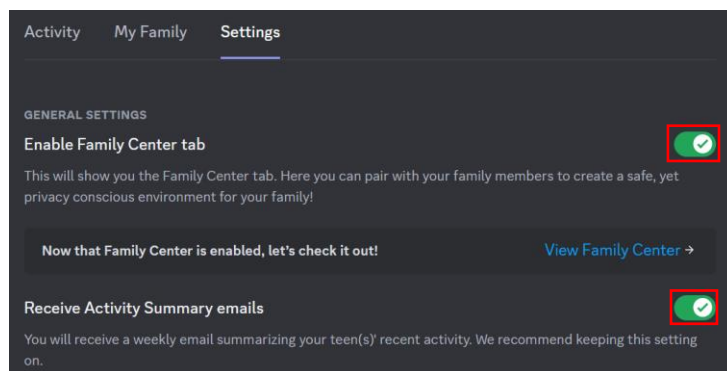 Activity My Family Settings
GENERAL SETTINGS
Enable Family Center tab
This will show you the Family Center tab. Here you can pair with your family members to create a safe, yet
privacy conscious environment for your family!
Now that Family Center is enabled, let's check it out! View Family Center →
Receive Activity Summary emails
You will receive a weekly email summarizing your teen(s)' recent activity. We recommend keeping this setting
on.